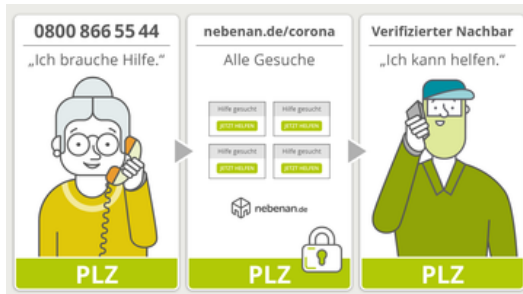 0800 866 55 44
„Ich brauche Hilfe.“
PLZ
nebenan.de/corona
Alle Gesuche
Hilfe gesucht
JETZT HELFEN
Hilfe gesucht
JETZT HELFEN
Hilfe gesucht
JETZT HELFEN
Hilfe gesucht
JETZT HELFEN
nebenan.de
PLZ
Verifizierter Nachbar
„Ich kann helfen.“
PLZ